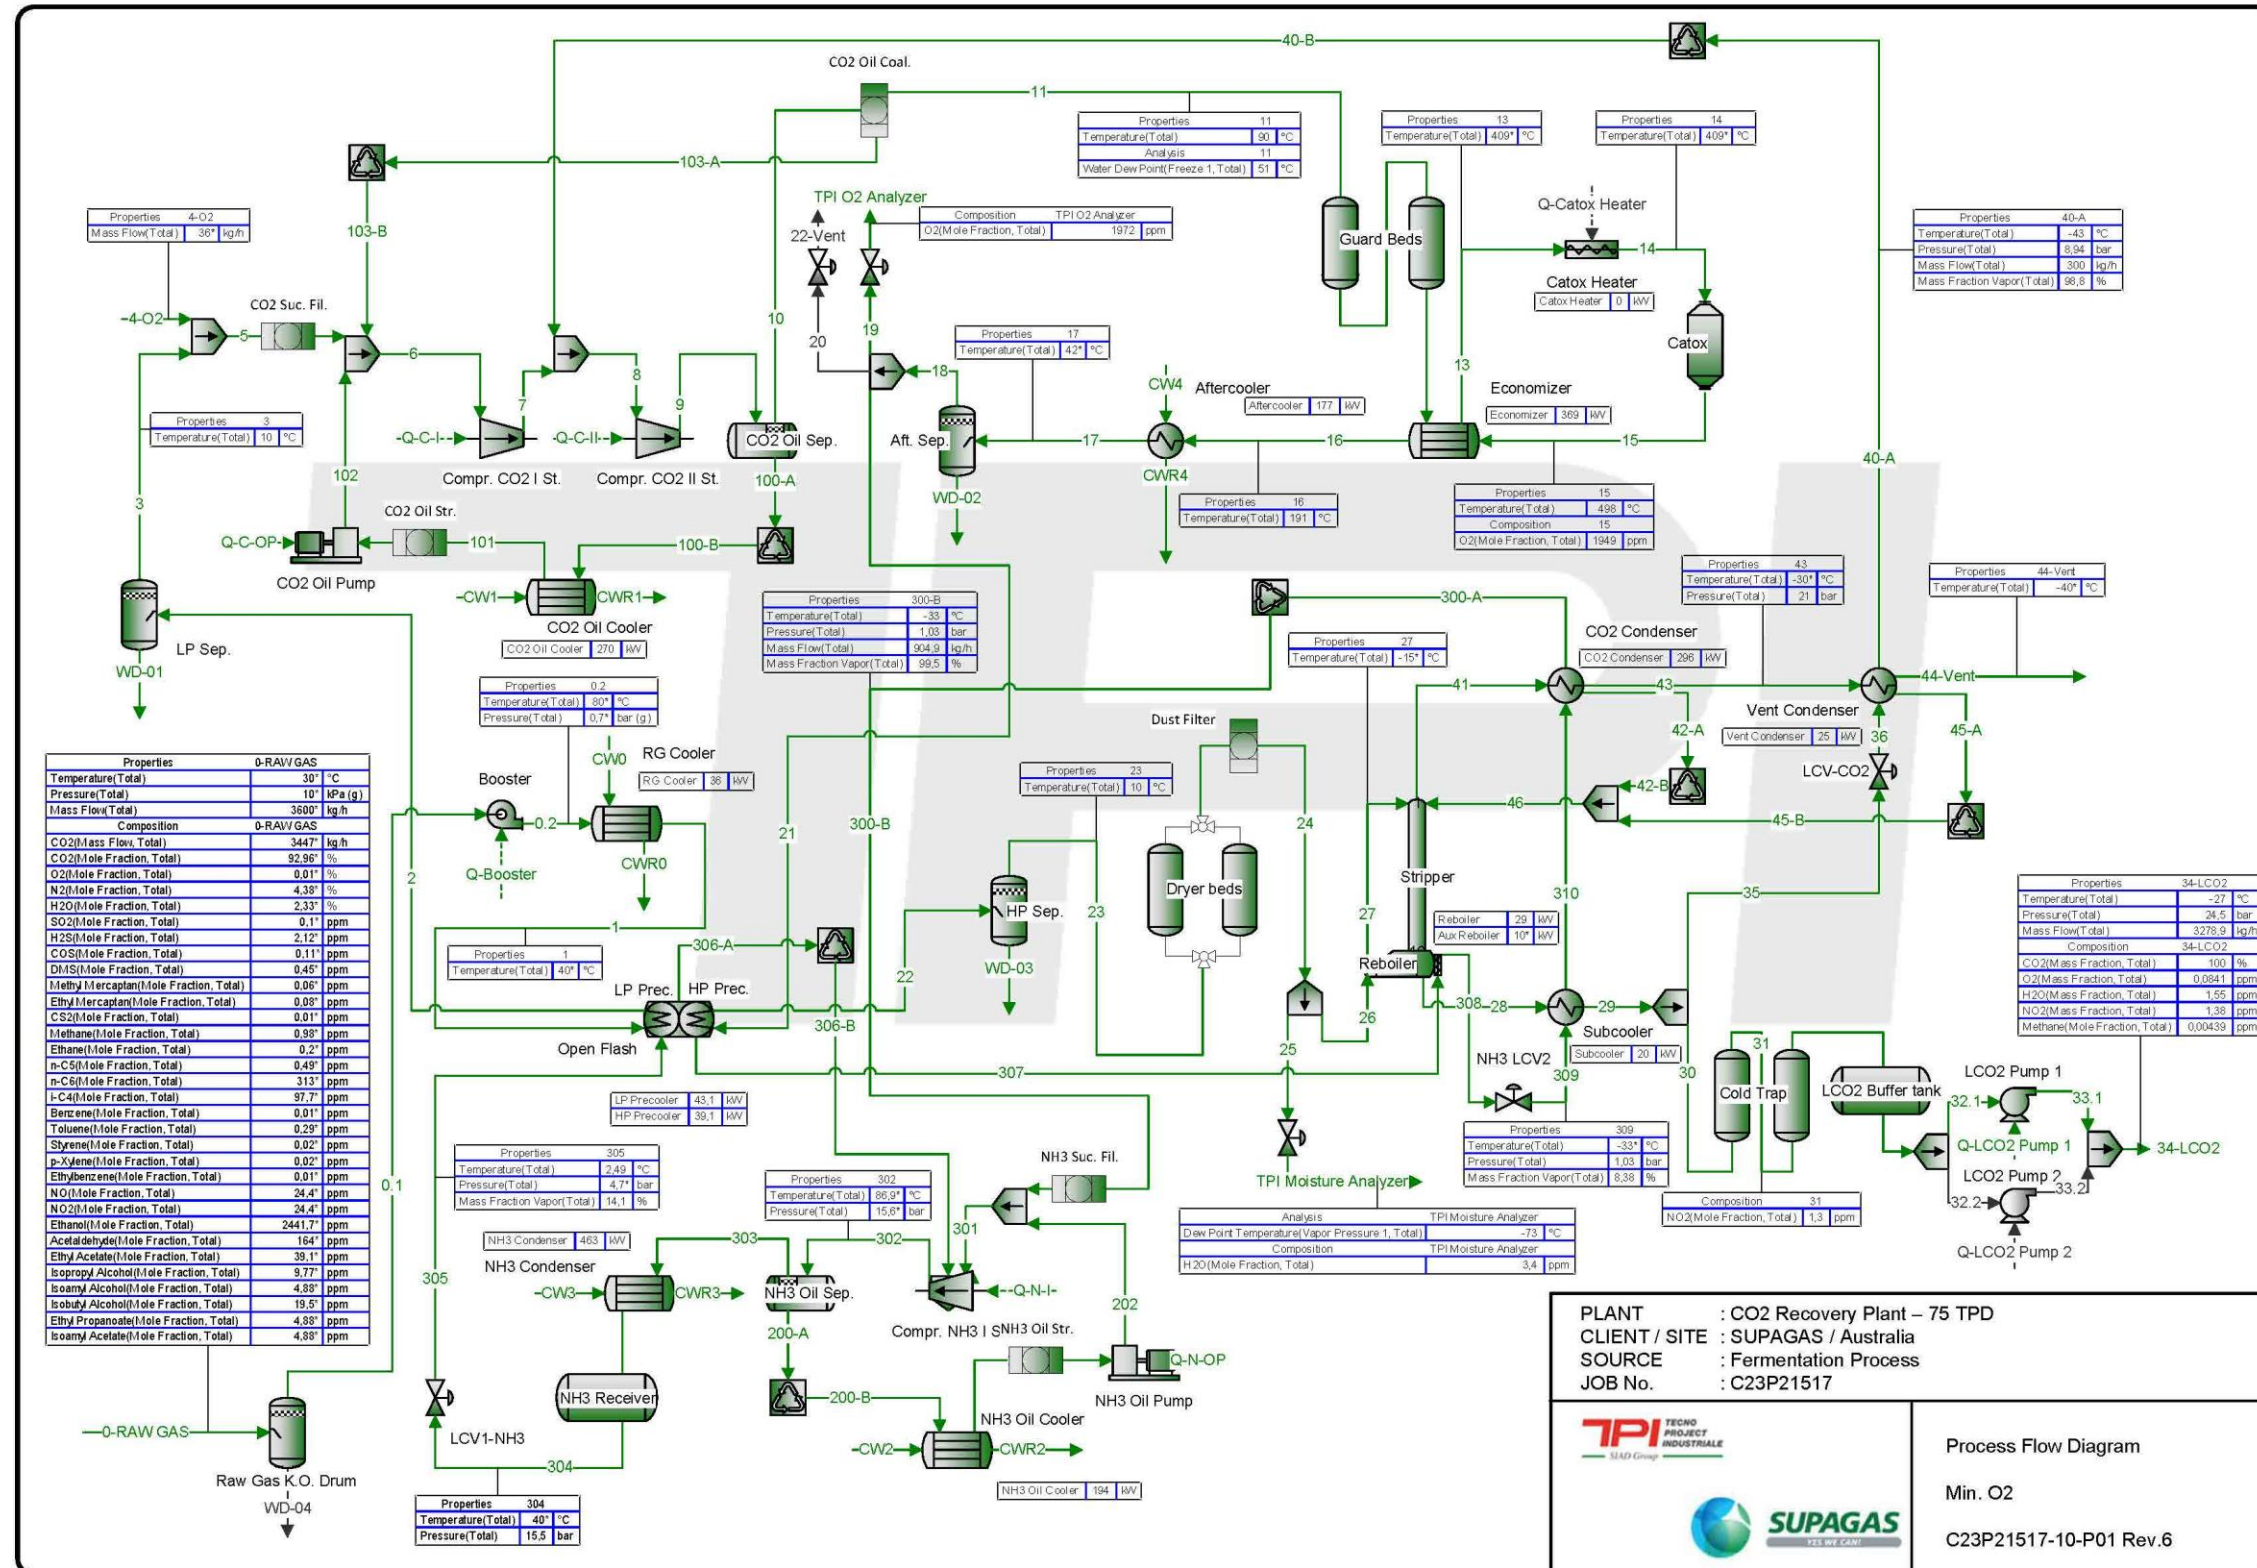 40-B
CO2 Oil Coal.
11
Properties 11
Temperature(Total) 90 °C
Analysis 11
Water Dew Point(Freeze 1, Total) 51 °C
Properties 13
Temperature(Total) 409* °C
Properties 14
Temperature(Total) 409* °C
103-A
Properties 4-O2
Mass Flow(Total) 36* kg/h
103-B
TPI O2 Analyzer
22-Vent
Composition TPI O2 Analyzer
O2(Mole Fraction, Total) 1972 ppm
Guard Beds
Q-Catox Heater
14
Catox Heater
Catox Heater 0 kW
Properties 40-A
Temperature(Total) -43 °C
Pressure(Total) 8,94 bar
Mass Flow(Total) 300 kg/h
Mass Fraction Vapor(Total) 98,8 %
4-O2
CO2 Suc. Fil.
5
6
10
20
19
Properties 17
Temperature(Total) 42* °C
Catox
7
8
9
18
CW4
Aftercooler
Aftercooler 177 kW
13
Economizer
Economizer 369 kW
Properties 3
Temperature(Total) 10 °C
Q-C-I
Q-C-II
CO2 Oil Sep.
Aft. Sep.
17
16
15
40-A
Compr. CO2 I St.
Compr. CO2 II St.
102
100-A
WD-02
CWR4
3
CO2 Oil Str.
Properties 16
Temperature(Total) 191 °C
Properties 15
Temperature(Total) 498 °C
Composition 15
O2(Mole Fraction, Total) 1949 ppm
Q-C-OP
101
100-B
CO2 Oil Pump
Properties 43
Temperature(Total) -30* °C
Pressure(Total) 21 bar
Properties 44-Vent
Temperature(Total) -40* °C
CW1
CWR1
CO2 Oil Cooler
CO2 Oil Cooler 270 kW
Properties 300-B
Temperature(Total) -33 °C
Pressure(Total) 1,03 bar
Mass Flow(Total) 904,9 kg/h
Mass Fraction Vapor(Total) 99,5 %
300-A
LP Sep.
WD-01
Properties 27
Temperature(Total) -15* °C
CO2 Condenser
CO2 Condenser 296 kW
Properties 0.2
Temperature(Total) 80* °C
Pressure(Total) 0,7* bar (g)
41
43
44-Vent
Dust Filter
Vent Condenser
Vent Condenser 25 kW
42-A
36
45-A
CW0
RG Cooler
RG Cooler 36 kW
Properties 0-RAW GAS
Temperature(Total) 30* °C
Pressure(Total) 10* kPa (g)
Mass Flow(Total) 3600* kg/h
Composition 0-RAW GAS
CO2(Mass Flow, Total) 3447* kg/h
CO2(Mole Fraction, Total) 92,96* %
O2(Mole Fraction, Total) 0,01* %
N2(Mole Fraction, Total) 4,38* %
H2O(Mole Fraction, Total) 2,33* %
SO2(Mole Fraction, Total) 0,1* ppm
H2S(Mole Fraction, Total) 2,12* ppm
COS(Mole Fraction, Total) 0,11* ppm
DMS(Mole Fraction, Total) 0,45* ppm
Methyl Mercaptan(Mole Fraction, Total) 0,06* ppm
Ethyl Mercaptan(Mole Fraction, Total) 0,08* ppm
CS2(Mole Fraction, Total) 0,01* ppm
Methane(Mole Fraction, Total) 0,98* ppm
Ethane(Mole Fraction, Total) 0,2* ppm
n-C5(Mole Fraction, Total) 0,49* ppm
n-C6(Mole Fraction, Total) 313* ppm
i-C4(Mole Fraction, Total) 97,7* ppm
Benzene(Mole Fraction, Total) 0,01* ppm
Toluene(Mole Fraction, Total) 0,29* ppm
Styrene(Mole Fraction, Total) 0,02* ppm
p-Xylene(Mole Fraction, Total) 0,02* ppm
Ethylbenzene(Mole Fraction, Total) 0,01* ppm
NO(Mole Fraction, Total) 24,4* ppm
NO2(Mole Fraction, Total) 24,4* ppm
Ethanol(Mole Fraction, Total) 2441,7* ppm
Acetaldehyde(Mole Fraction, Total) 164* ppm
Ethyl Acetate(Mole Fraction, Total) 39,1* ppm
Isopropyl Alcohol(Mole Fraction, Total) 9,77* ppm
Isoamyl Alcohol(Mole Fraction, Total) 4,88* ppm
Isobutyl Alcohol(Mole Fraction, Total) 19,5* ppm
Ethyl Propanoate(Mole Fraction, Total) 4,88* ppm
Isoamyl Acetate(Mole Fraction, Total) 4,88* ppm
Booster
0.2
Q-Booster
CWR0
2
1
21
300-B
Properties 23
Temperature(Total) 10 °C
24
LCV-CO2
42-B
46
45-B
Dryer beds
Stripper
27
310
35
HP Sep.
23
Reboiler 29 kW
Aux Reboiler 10* kW
Properties 34-LCO2
Temperature(Total) -27 °C
Pressure(Total) 24,5 bar
Mass Flow(Total) 3278,9 kg/h
Composition 34-LCO2
CO2(Mass Fraction, Total) 100 %
O2(Mass Fraction, Total) 0,0841 ppm
H2O(Mass Fraction, Total) 1,55 ppm
NO2(Mass Fraction, Total) 1,38 ppm
Methane(Mole Fraction, Total) 0,00439 ppm
Properties 1
Temperature(Total) 40* °C
306-A
22
WD-03
Reboiler
LP Prec. HP Prec.
306-B
26
308
28
29
Open Flash
Subcooler
Subcooler 20 kW
25
NH3 LCV2
309
30
31
307
Cold Trap
LCO2 Buffer tank
LCO2 Pump 1
32.1
33.1
LP Precooler 43,1 kW
HP Precooler 39,1 kW
Properties 309
Temperature(Total) -33* °C
Pressure(Total) 1,03 bar
Mass Fraction Vapor(Total) 8,38 %
Q-LCO2 Pump 1
34-LCO2
Properties 305
Temperature(Total) 2,49 °C
Pressure(Total) 4,7* bar
Mass Fraction Vapor(Total) 14,1 %
NH3 Suc. Fil.
TPI Moisture Analyzer
LCO2 Pump 2
33.2
32.2
0.1
Properties 302
Temperature(Total) 86,9* °C
Pressure(Total) 15,6* bar
Composition 31
NO2(Mole Fraction, Total) 1,3 ppm
Analysis TPI Moisture Analyzer
Dew Point Temperature(Vapor Pressure 1, Total) -73 °C
Composition TPI Moisture Analyzer
H2O(Mole Fraction, Total) 3,4 ppm
Q-LCO2 Pump 2
NH3 Condenser 463 kW
303
302
301
NH3 Condenser
305
CW3
CWR3
NH3 Oil Sep.
Q-N-I
202
200-A
Compr. NH3 I S
NH3 Oil Str.
Q-N-OP
NH3 Receiver
200-B
NH3 Oil Pump
0-RAW GAS
LCV1-NH3
NH3 Oil Cooler
CW2
CWR2
304
Raw Gas K.O. Drum
WD-04
NH3 Oil Cooler 194 kW
Properties 304
Temperature(Total) 40* °C
Pressure(Total) 15,5 bar
PLANT : CO2 Recovery Plant – 75 TPD
CLIENT / SITE : SUPAGAS / Australia
SOURCE : Fermentation Process
JOB No. : C23P21517
TPI TECNO PROJECT INDUSTRIALE
SIAD Group
SUPAGAS
YES WE CAN!
Process Flow Diagram
Min. O2
C23P21517-10-P01 Rev.6